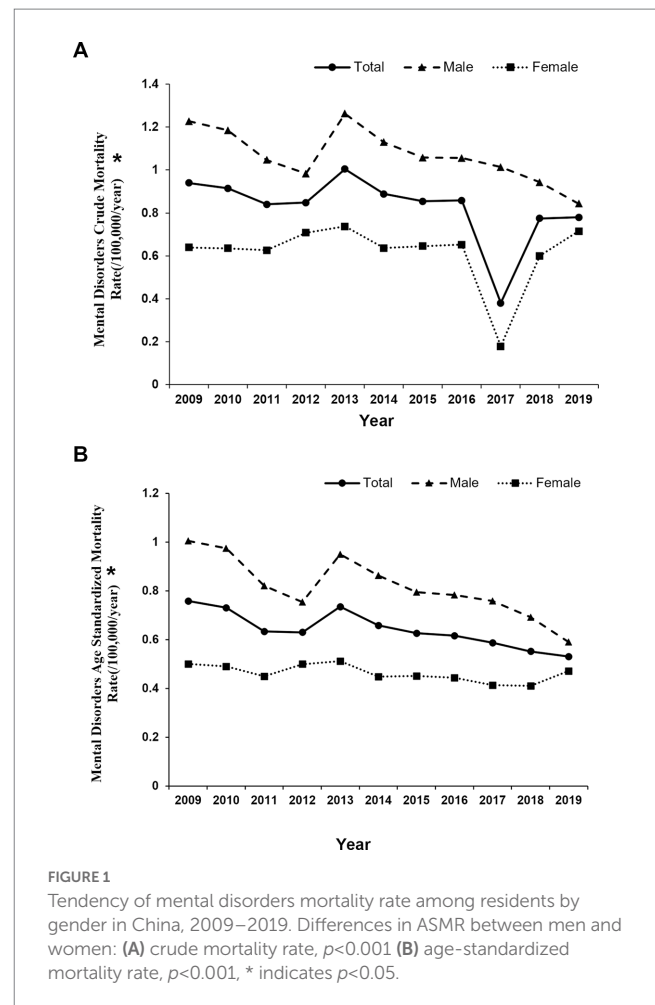 A
Total Male Female
1.4
1.2
1
0.8
0.6
0.4
0.2
0
Mental Disorders Crude Mortality
Rate(/100,000/year) *
2009 2010 2011 2012 2013 2014 2015 2016 2017 2018 2019
Year
B
Total Male Female
1.2
1
0.8
0.6
0.4
0.2
0
Mental Disorders Age Standardized Mortality
Rate(/100,000/year) *
2009 2010 2011 2012 2013 2014 2015 2016 2017 2018 2019
Year
FIGURE 1
Tendency of mental disorders mortality rate among residents by
gender in China, 2009–2019. Differences in ASMR between men and
women: (A) crude mortality rate, p<0.001 (B) age-standardized
mortality rate, p<0.001, * indicates p<0.05.